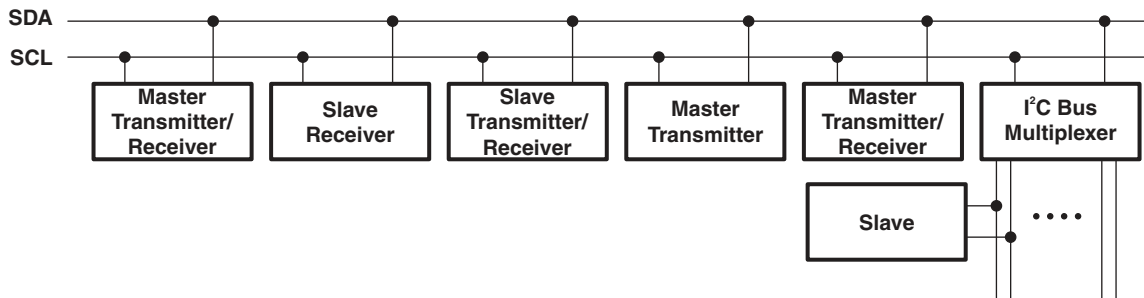 SDA
SCL
Master
Transmitter/
Receiver
Slave
Receiver
Slave
Transmitter/
Receiver
Master
Transmitter
Master
Transmitter/
Receiver
I²C Bus
Multiplexer
Slave